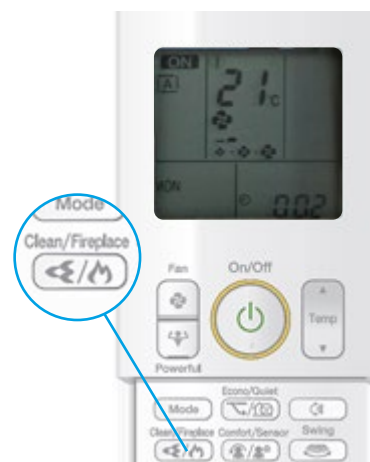 ON
A
21°C
MON
0:02
Mode
Clean/Fireplace
Fan
On/Off
Temp
Powerful
Econo/Quiet
Mode
Clean/Fireplace Comfort/Sensor Swing